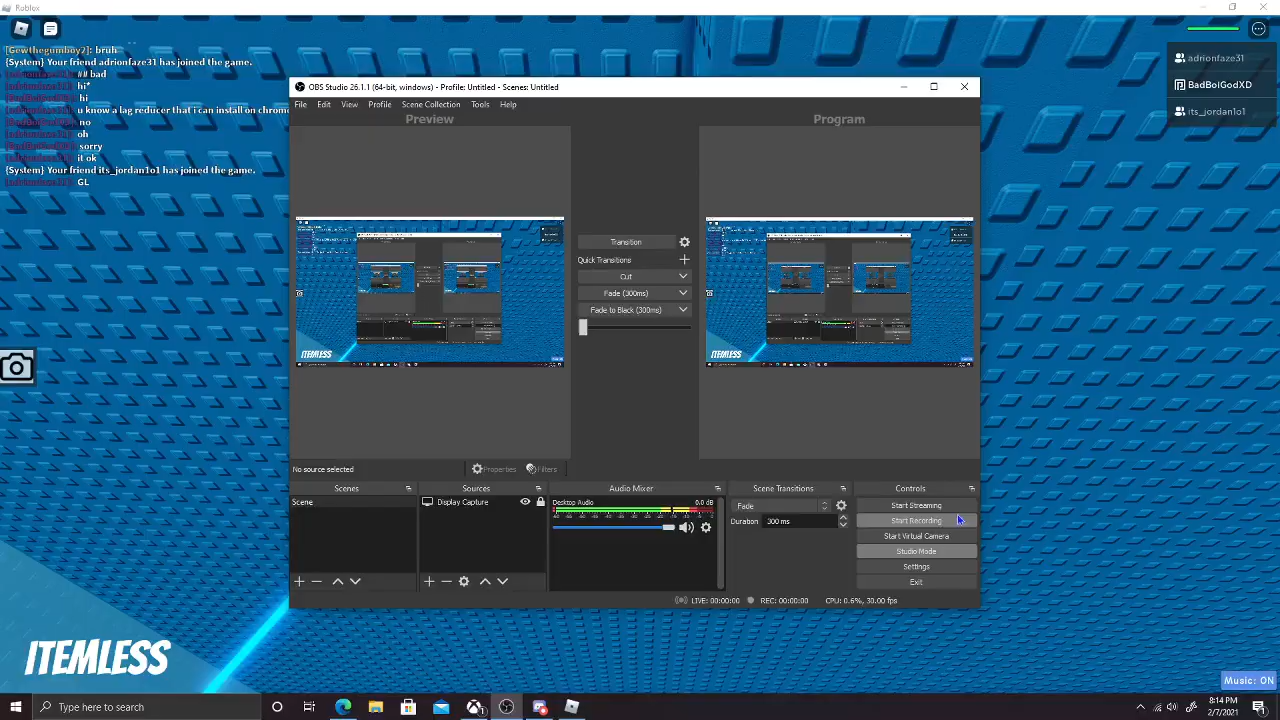 Roblox
[Gewthegumboy2]: bruh
{System} Your friend adrionfaze31 has joined the game.
## bad
hi*
hi
u know a lag reducer that i can install on chrom
no
oh
sorry
it ok
{System} Your friend its_jordan1o1 has joined the game.
GL
adrionfaze31
BadBoiGodXD
its_jordan1o1
OBS Studio 26.1.1 (64-bit, windows) - Profile: Untitled - Scenes: Untitled
File Edit View Profile Scene Collection Tools Help
Preview
Program
Transition
Quick Transitions
Cut
Fade (300ms)
Fade to Black (300ms)
No source selected
Properties
Filters
Scenes
Sources
Audio Mixer
Scene Transitions
Controls
Scene
Display Capture
Desktop Audio
0.0 dB
Fade
Duration
300 ms
Start Streaming
Start Recording
Start Virtual Camera
Studio Mode
Settings
Exit
LIVE: 00:00:00
REC: 00:00:00
CPU: 0.6%, 30.00 fps
ITEMLESS
ITEMLESS
ITEMLESS
Music: ON
Type here to search
8:14 PM
2/7/2021